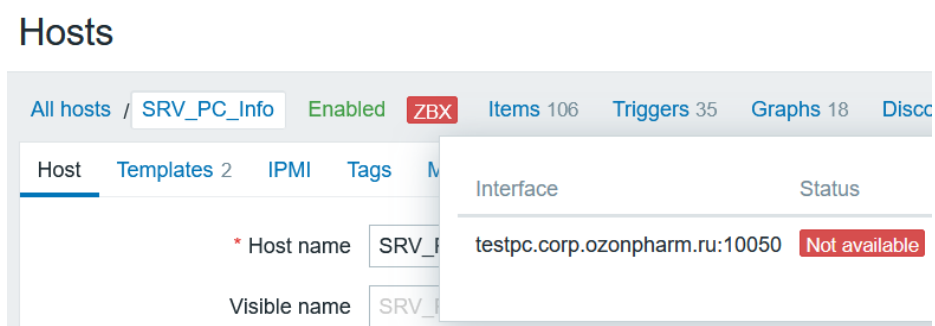 Hosts
All hosts / SRV_PC_Info Enabled ZBX Items 106 Triggers 35 Graphs 18
Host Templates 2 IPMI Tags
Interface Status
* Host name
testpc.corp.ozonpharm.ru:10050 Not available
Visible name